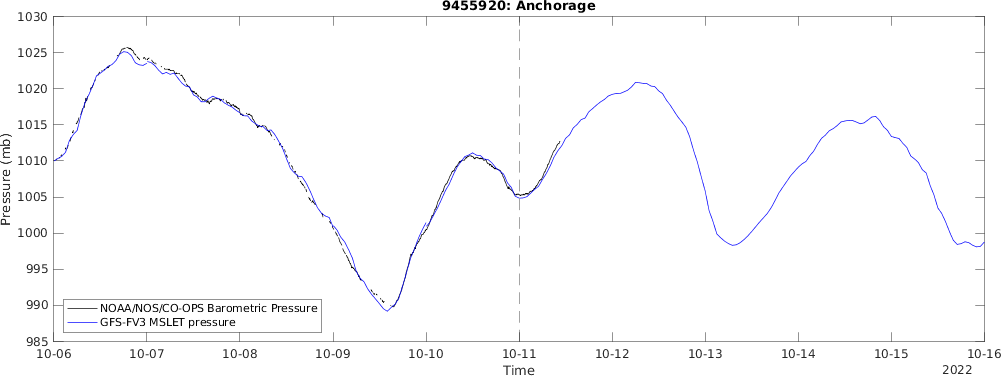 9455920: Anchorage
1030
1025
1020
1015
1010
1005
1000
995
990
985
Pressure (mb)
NOAA/NOS/CO-OPS Barometric Pressure
GFS-FV3 MSLET pressure
10-06 10-07 10-08 10-09 10-10 10-11 10-12 10-13 10-14 10-15 10-16
Time
2022